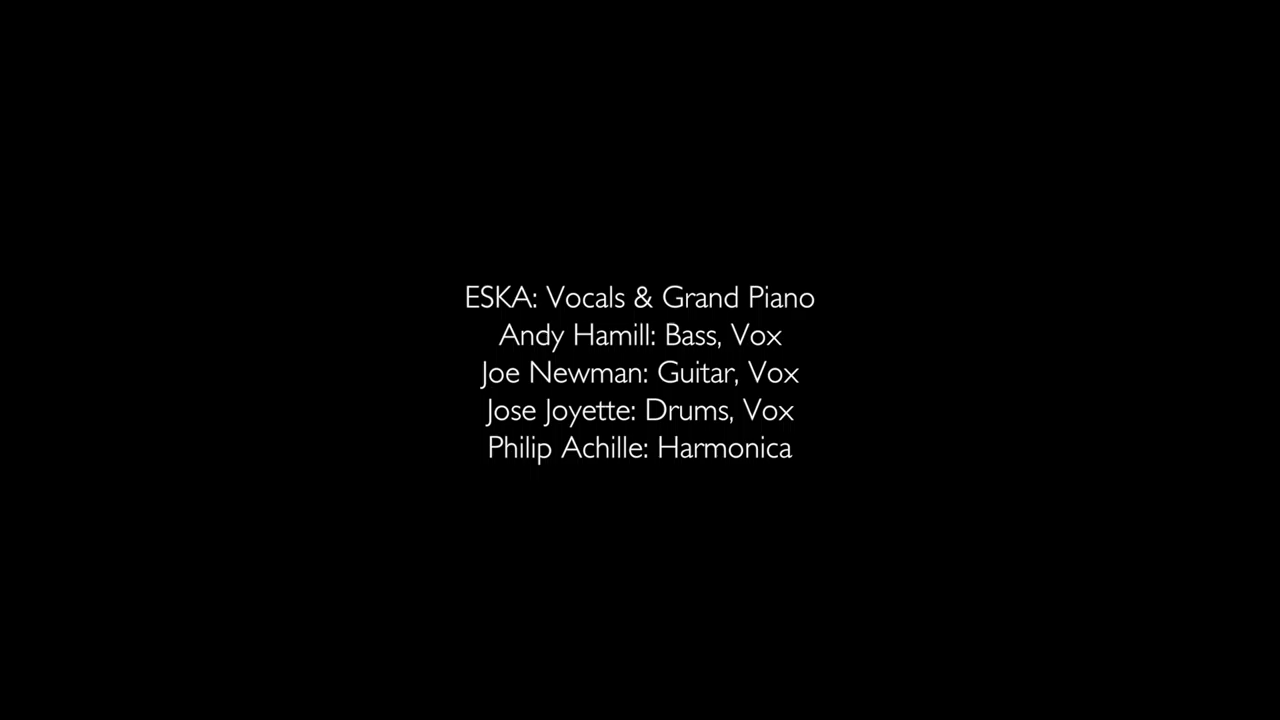 ESKA: Vocals & Grand Piano
Andy Hamill: Bass, Vox
Joe Newman: Guitar, Vox
Jose Joyette: Drums, Vox
Philip Achille: Harmonica